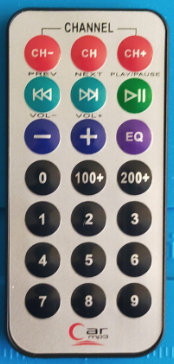 CHANNEL
CH− CH CH+
PREV NEXT PLAY/PAUSE
VOL− VOL+
− + EQ
0 100+ 200+
1 2 3
4 5 6
7 8 9
Car
mp3